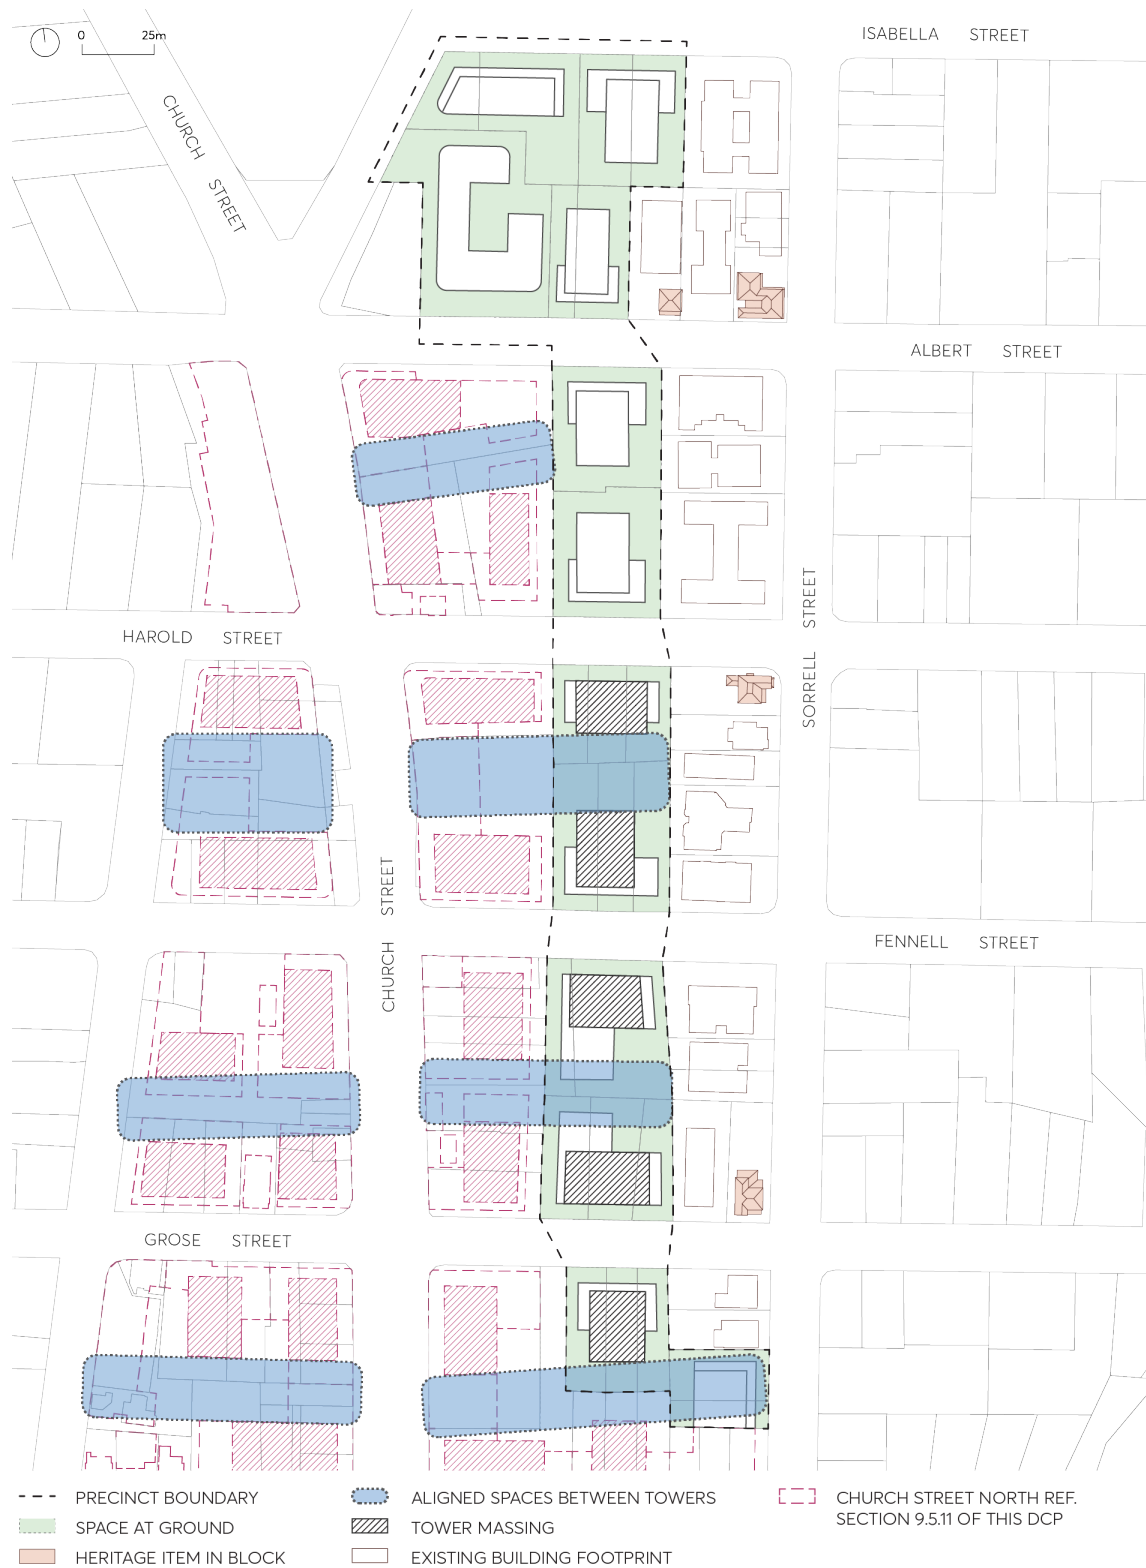 0 25m
ISABELLA STREET
CHURCH STREET
ALBERT STREET
HAROLD STREET
SORRELL STREET
CHURCH STREET
FENNELL STREET
GROSE STREET
PRECINCT BOUNDARY
SPACE AT GROUND
HERITAGE ITEM IN BLOCK
ALIGNED SPACES BETWEEN TOWERS
TOWER MASSING
EXISTING BUILDING FOOTPRINT
CHURCH STREET NORTH REF.
SECTION 9.5.11 OF THIS DCP